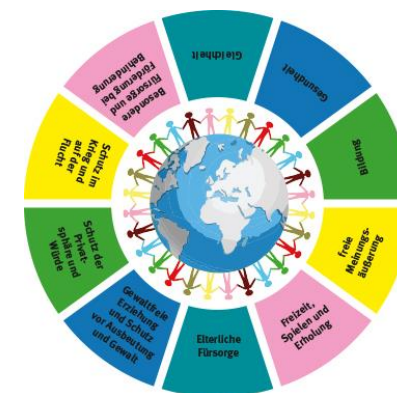 Gleichheit
Gesundheit
Bildung
freie
Meinungs-
äußerung
Freizeit,
Spielen und
Erholung
Elterliche
Fürsorge
Gewaltfreie
Erziehung
und Schutz
vor Ausbeutung
und Gewalt
Schutz der
Privat-
sphäre und
Würde
Schutz im
Krieg und
auf der
Flucht
Besondere
Fürsorge und
Förderung bei
Behinderung